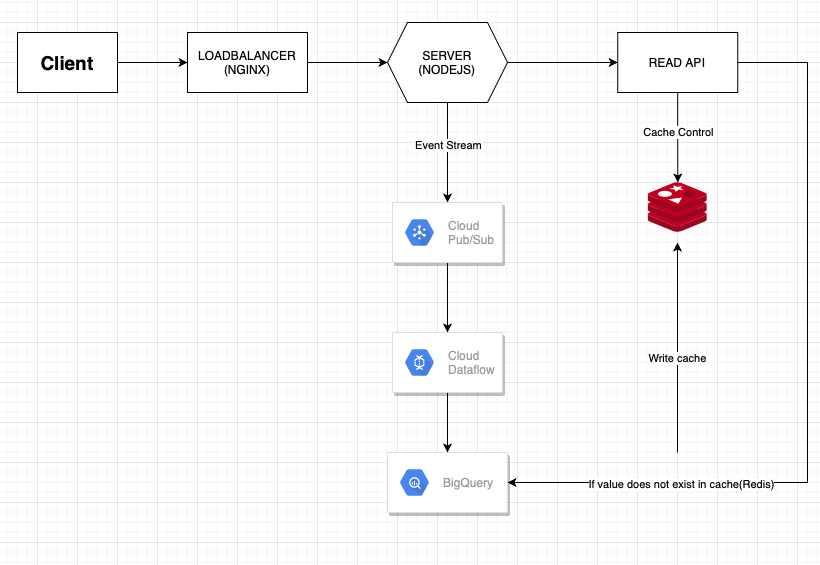 Client
LOADBALANCER
(NGINX)
SERVER
(NODEJS)
READ API
Event Stream
Cache Control
Cloud
Pub/Sub
Cloud
Dataflow
Write cache
BigQuery
If value does not exist in cache(Redis)